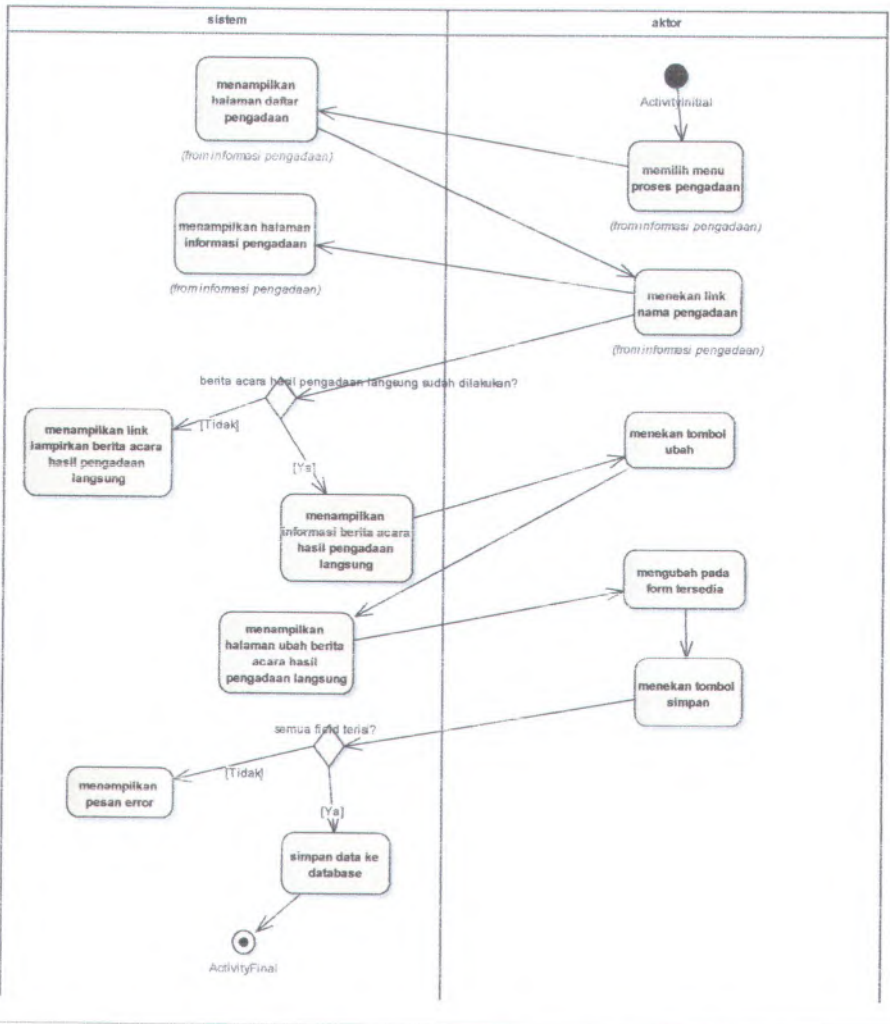 sistem
aktor
menampilkan
halaman daftar
pengadaan
(from informasi pengadaan)
ActivityInitial
memilih menu
proses pengadaan
(from informasi pengadaan)
menampilkan halaman
informasi pengadaan
(from informasi pengadaan)
menekan link
nama pengadaan
(from informasi pengadaan)
berita acara hasil pengadaan langsung sudah dilakukan?
[Tidak]
[Ya]
menampilkan link
lampirkan berita acara
hasil pengadaan
langsung
menekan tombol
ubah
menampilkan
informasi berita acara
hasil pengadaan
langsung
mengubah pada
form tersedia
menampilkan
halaman ubah berita
acara hasil
pengadaan langsung
menekan tombol
simpan
semua field terisi?
[Tidak]
[Ya]
menampilkan
pesan error
simpan data ke
database
ActivityFinal